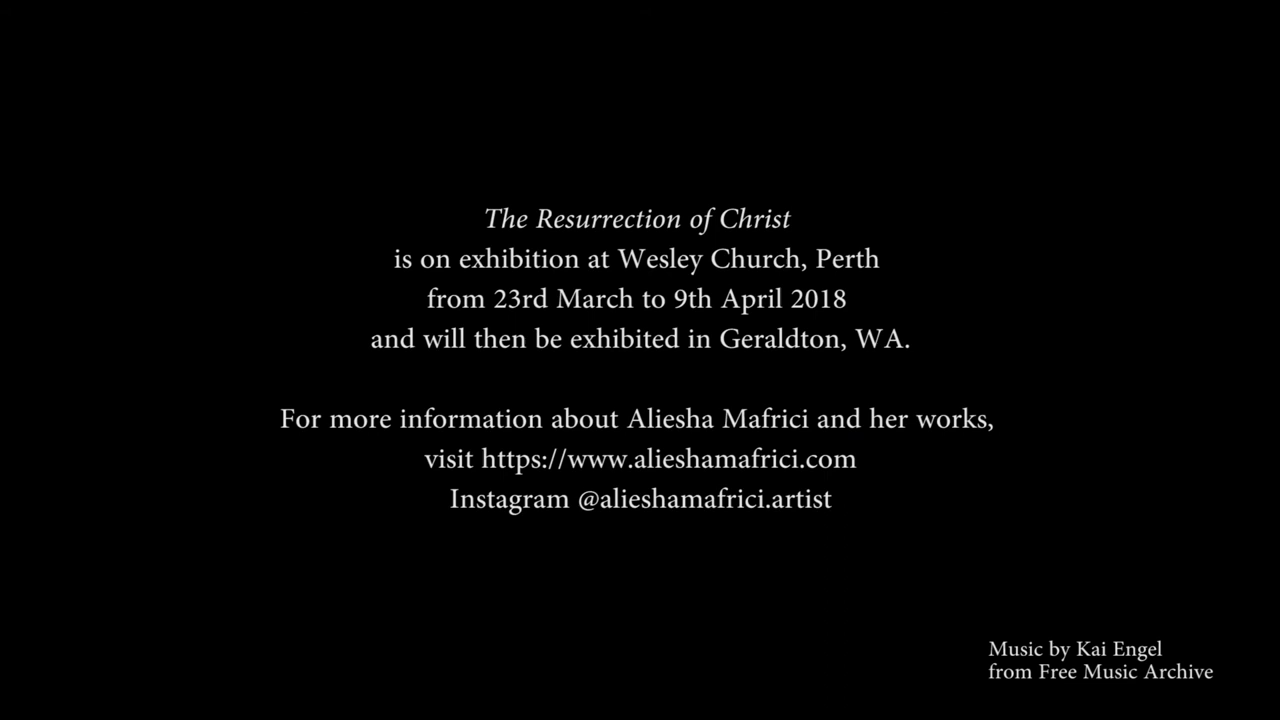 The Resurrection of Christ
is on exhibition at Wesley Church, Perth
from 23rd March to 9th April 2018
and will then be exhibited in Geraldton, WA.
For more information about Aliesha Mafrici and her works,
visit https://www.alieshamafrici.com
Instagram @alieshamafrici.artist
Music by Kai Engel
from Free Music Archive